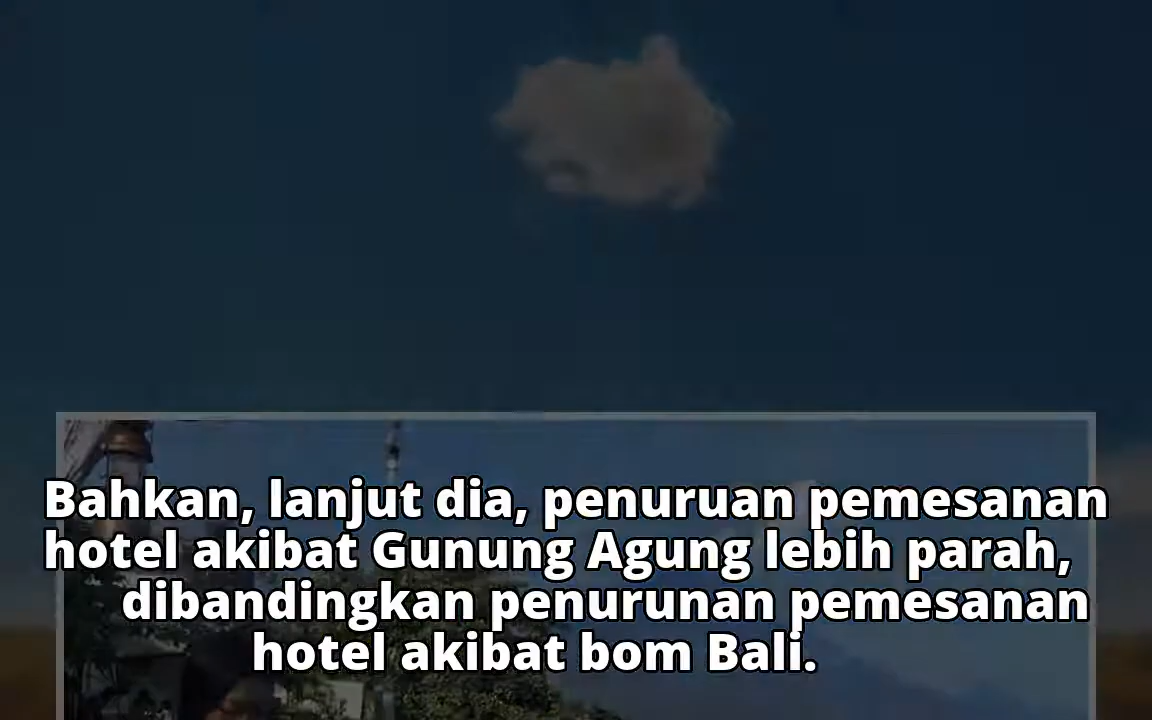 Bahkan, lanjut dia, penuruan pemesanan
hotel akibat Gunung Agung lebih parah,
dibandingkan penurunan pemesanan
hotel akibat bom Bali.